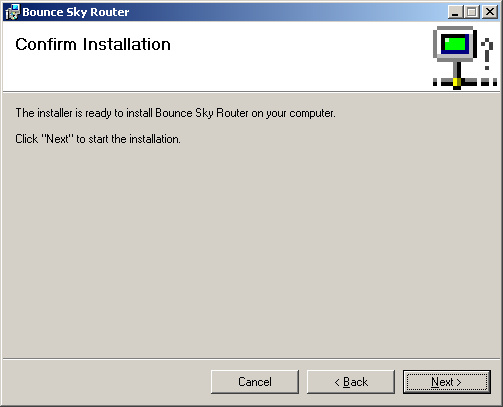 Bounce Sky Router
Confirm Installation
The installer is ready to install Bounce Sky Router on your computer.
Click "Next" to start the installation.
Cancel
< Back
Next >